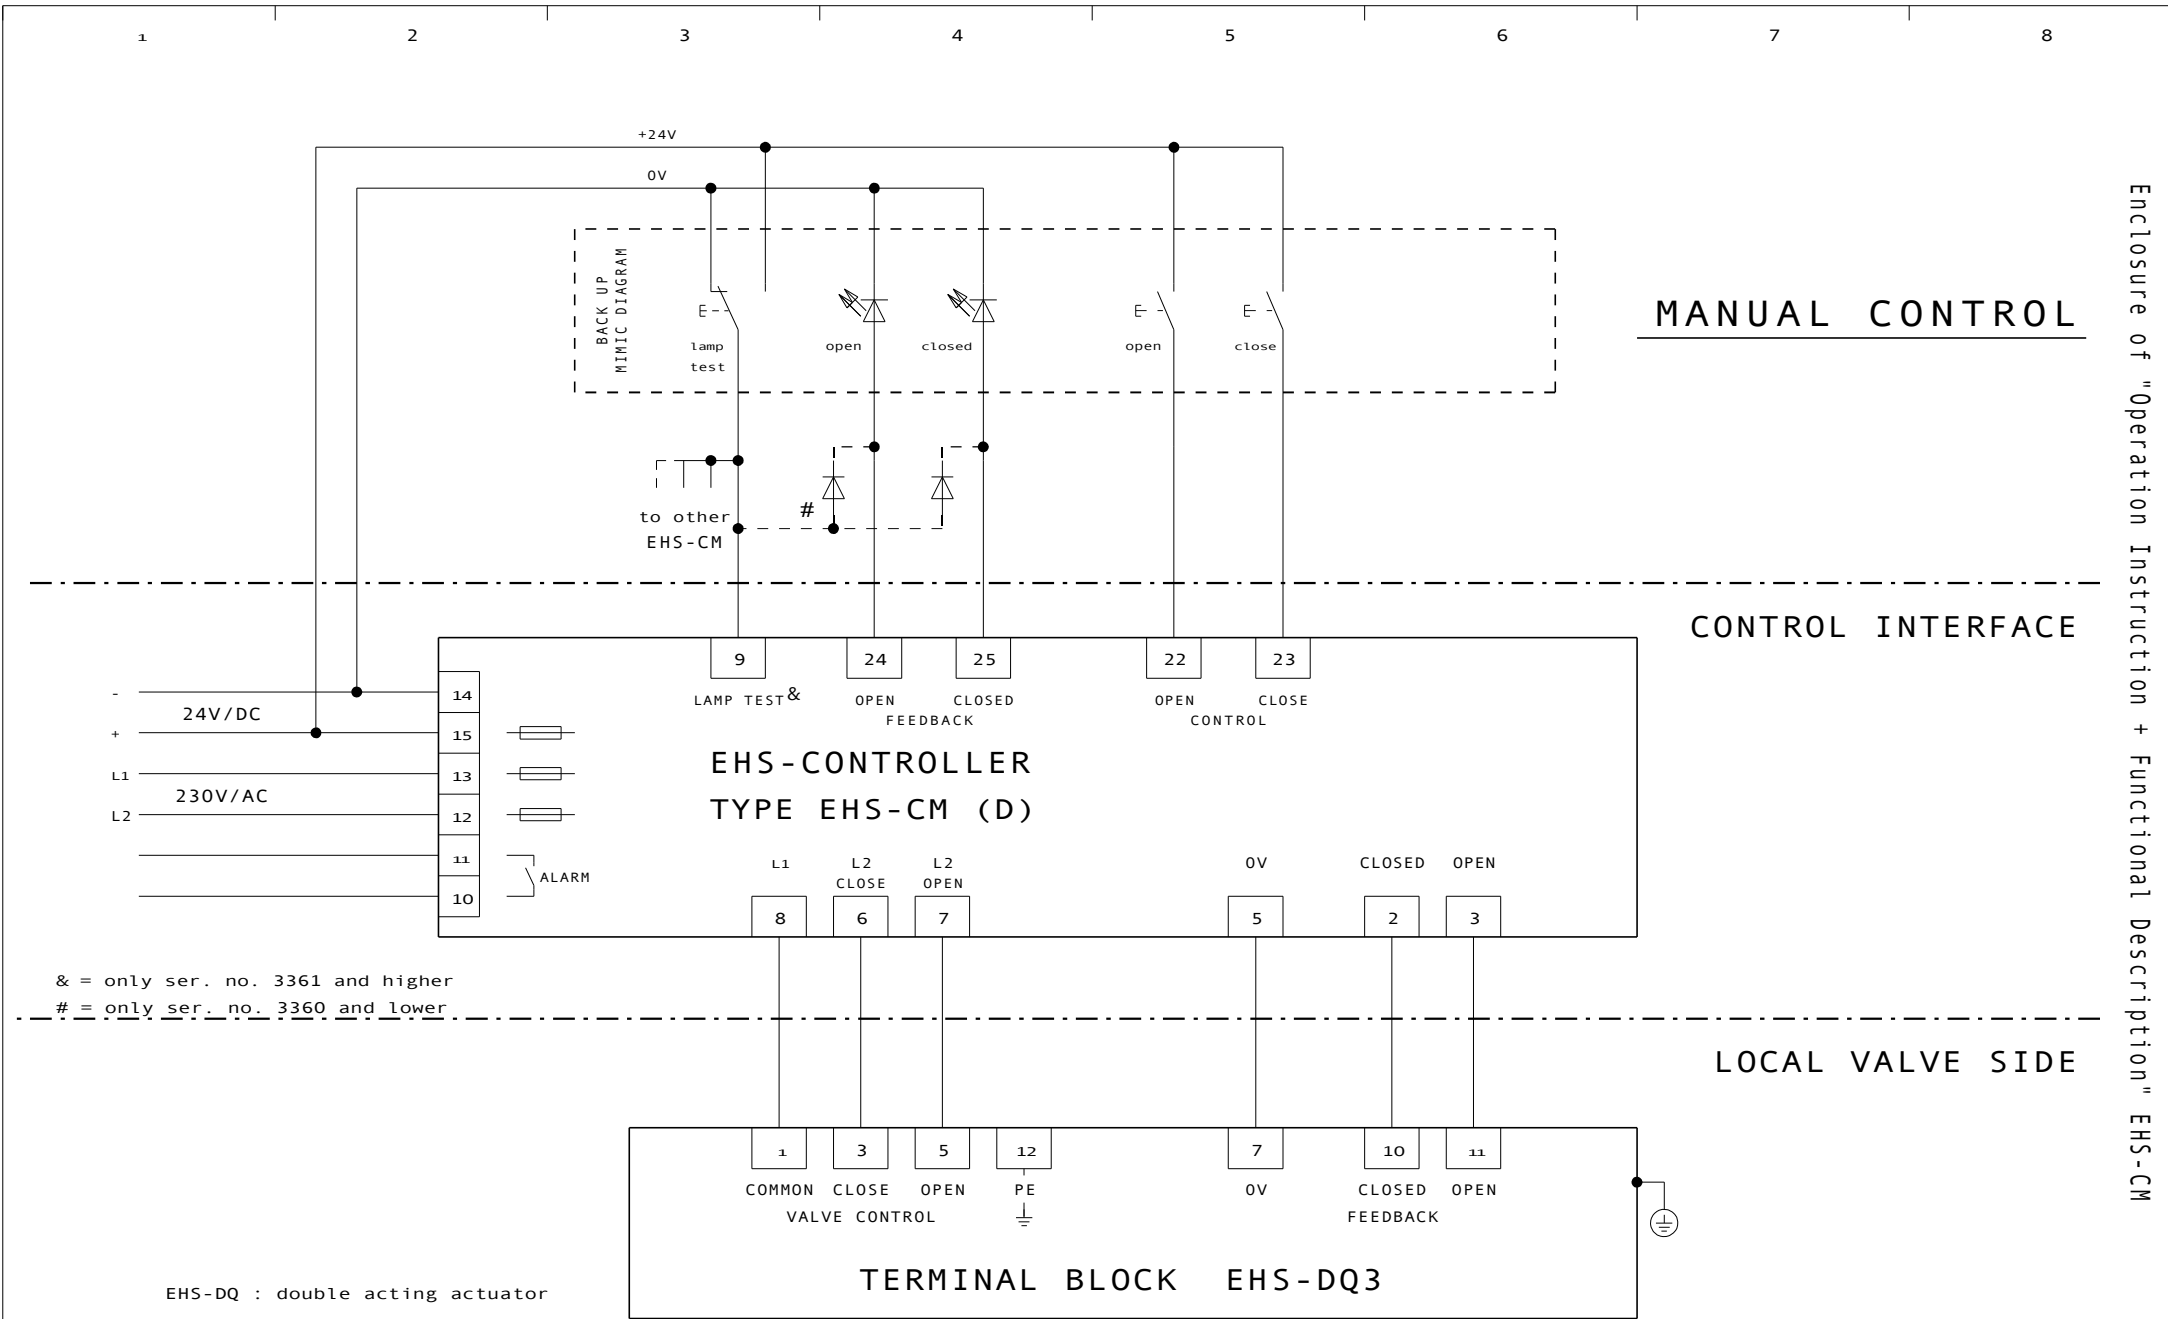 1 2 3 4 5 6 7 8
+24V
0V
BACK UP
MIMIC DIAGRAM
lamp
test
open
closed
open
close
MANUAL CONTROL
#
to other
EHS-CM
CONTROL INTERFACE
9 24 25 22 23
LAMP TEST & OPEN CLOSED OPEN CLOSE
FEEDBACK CONTROL
- 14
24V/DC
+ 15
L1 13
230V/AC
L2 12
11
ALARM
10
EHS-CONTROLLER
TYPE EHS-CM (D)
L1 L2 L2 0V CLOSED OPEN
CLOSE OPEN
8 6 7 5 2 3
& = only ser. no. 3361 and higher
# = only ser. no. 3360 and lower
LOCAL VALVE SIDE
1 3 5 12 7 10 11
COMMON CLOSE OPEN PE 0V CLOSED OPEN
VALVE CONTROL FEEDBACK
TERMINAL BLOCK EHS-DQ3
EHS-DQ : double acting actuator
Enclosure of "Operation Instruction + Functional Description" EHS-CM